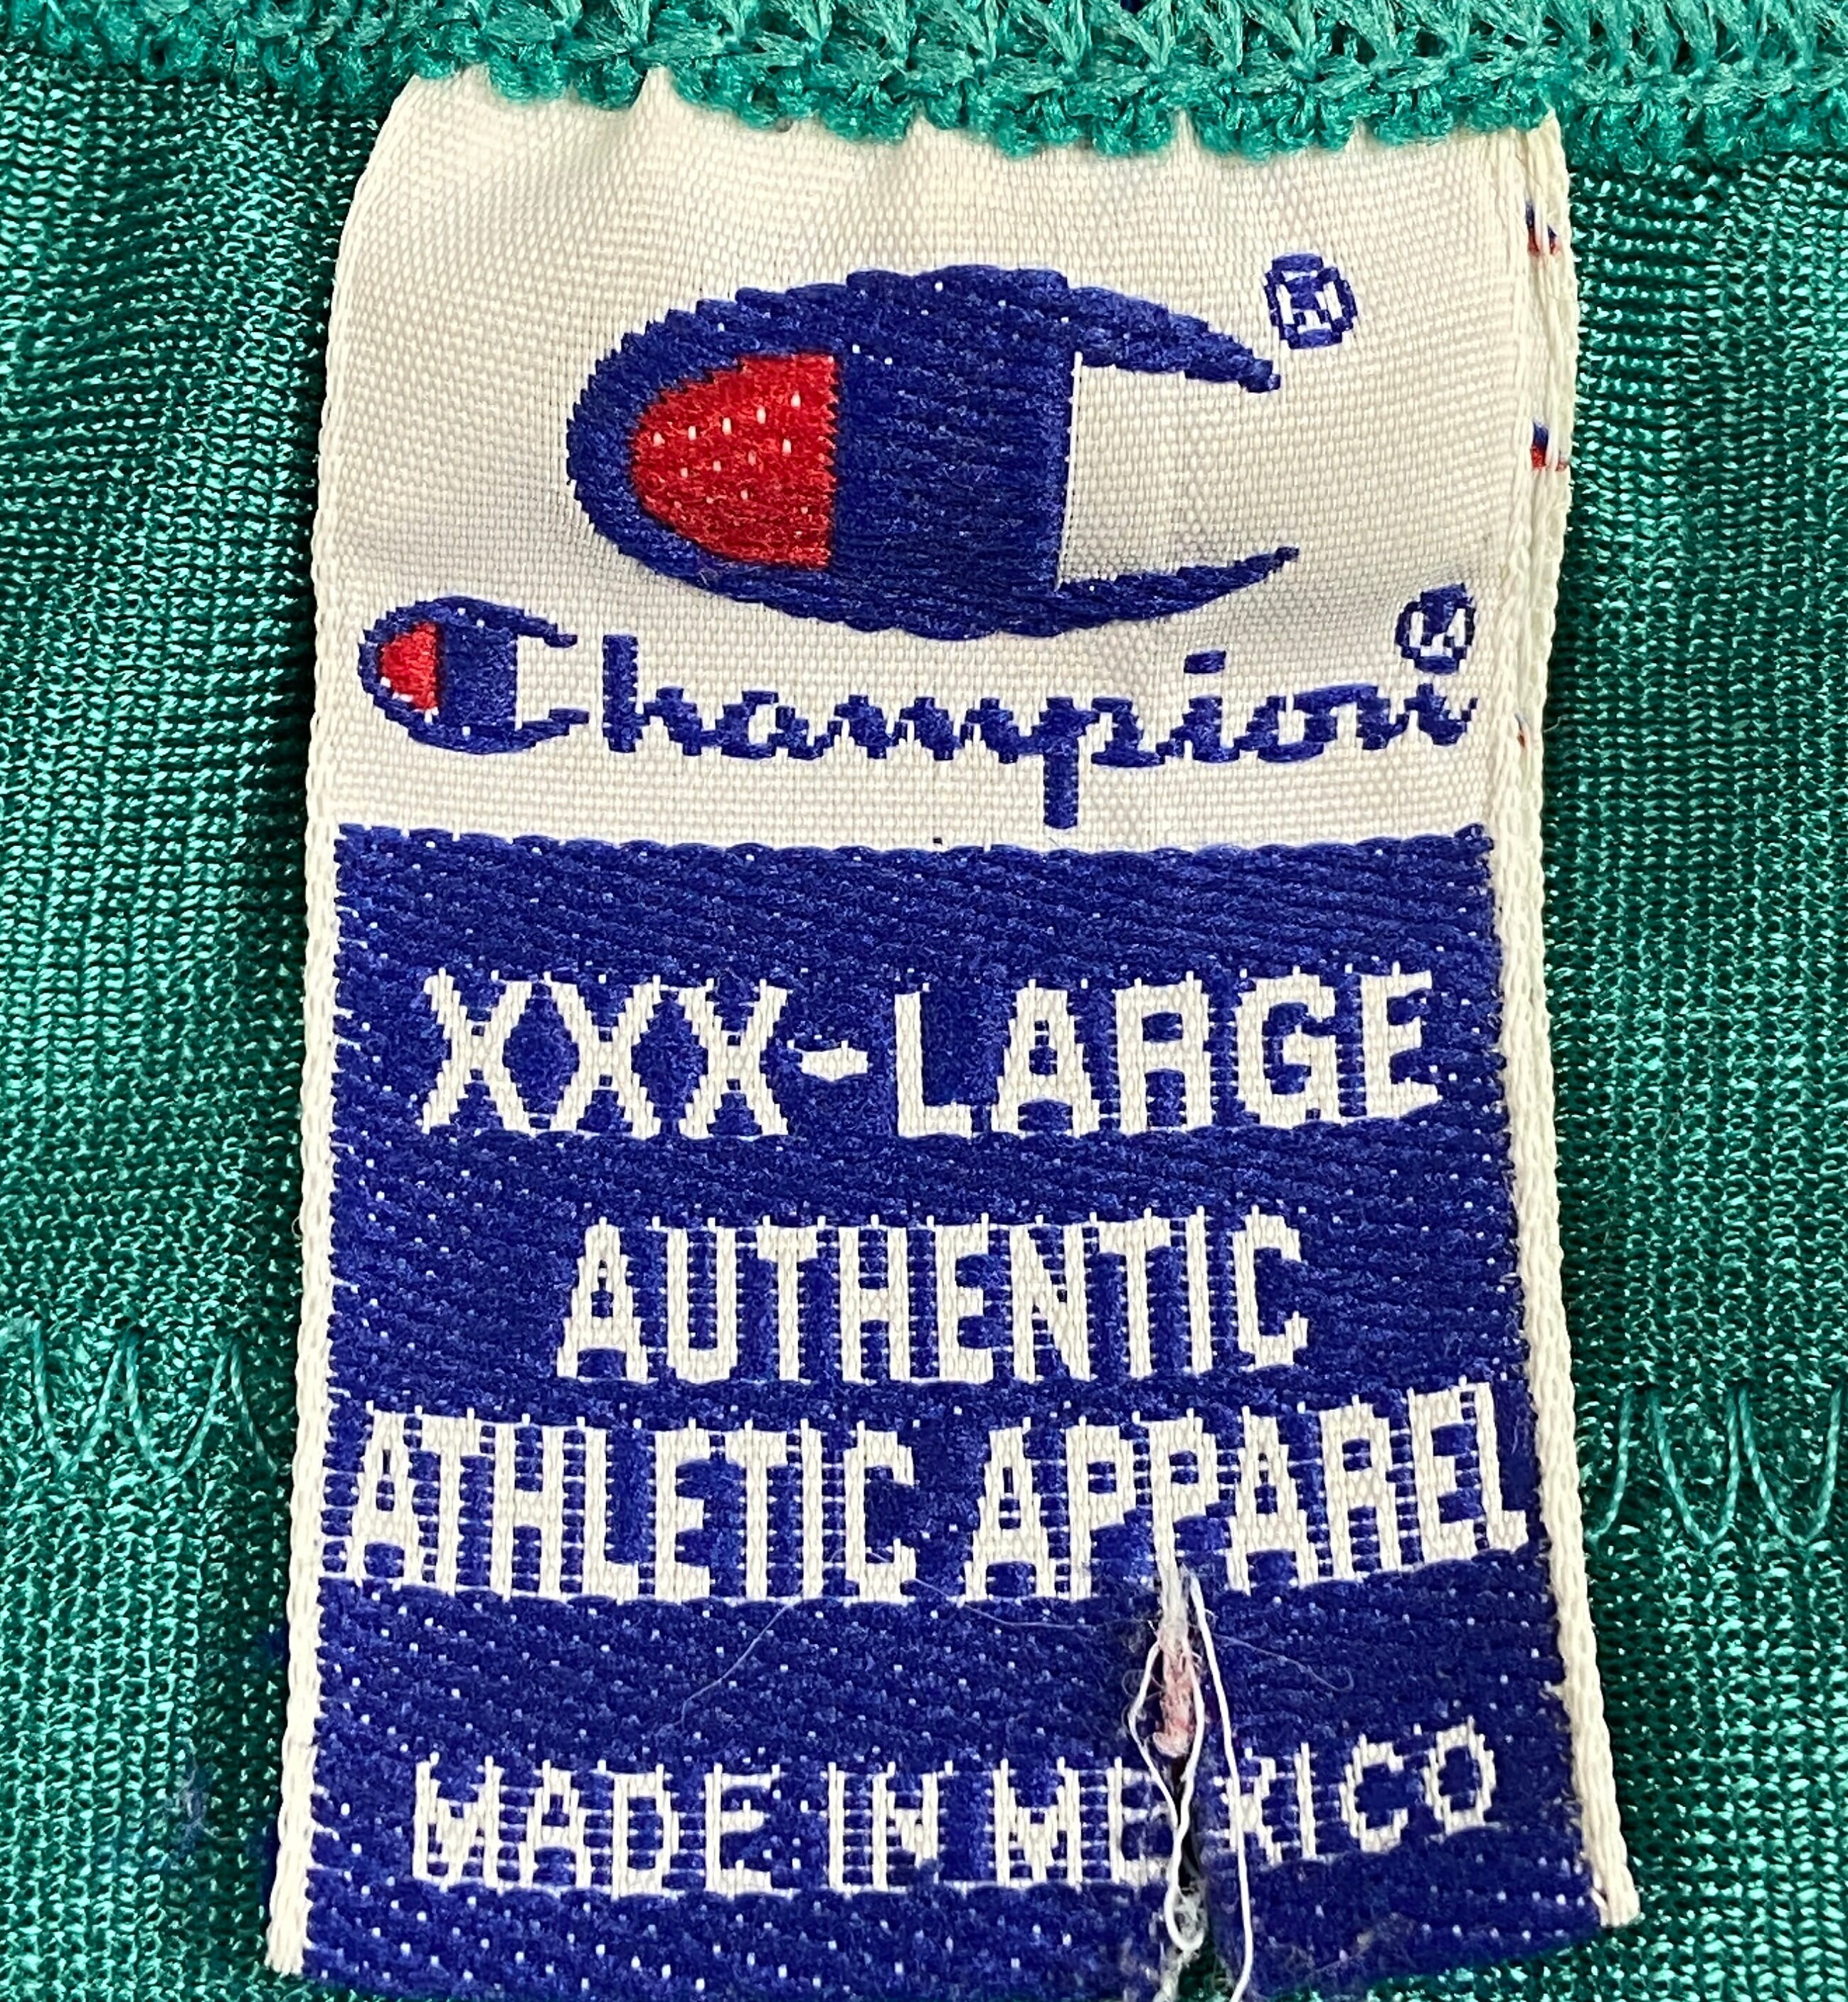 Champion
XXX-LARGE
AUTHENTIC
ATHLETIC APPAREL
MADE IN MEXICO